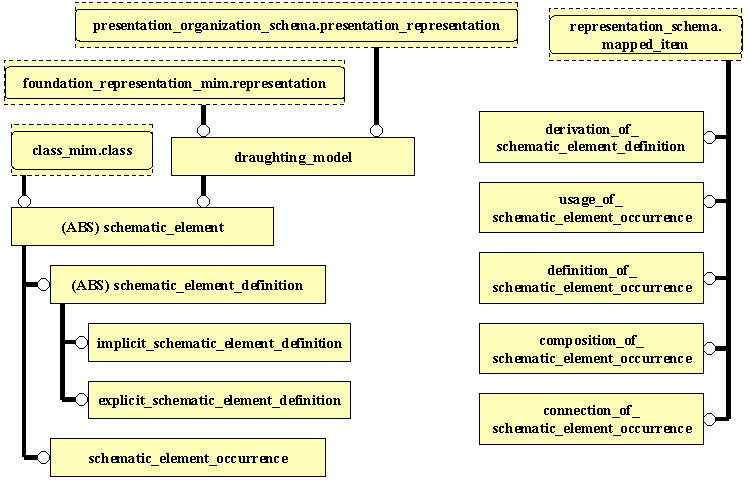 presentation_organization_schema.presentation_representation
representation_schema.
mapped_item
foundation_representation_mim.representation
class_mim.class
draughting_model
(ABS) schematic_element
(ABS) schematic_element_definition
implicit_schematic_element_definition
explicit_schematic_element_definition
schematic_element_occurrence
derivation_of_
schematic_element_definition
usage_of_
schematic_element_occurrence
definition_of_
schematic_element_occurrence
composition_of_
schematic_element_occurrence
connection_of_
schematic_element_occurrence